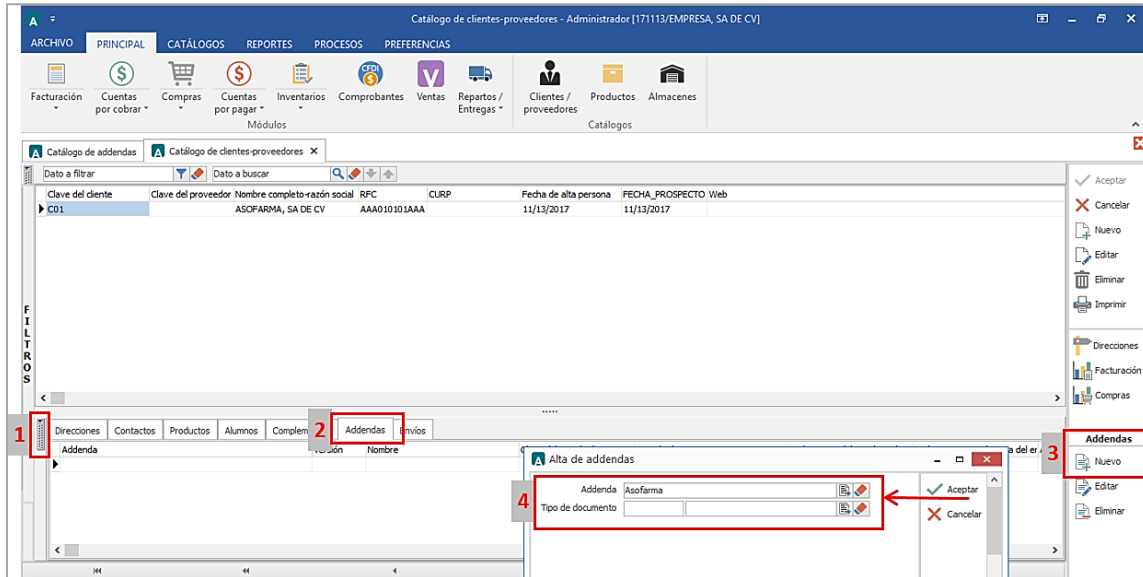 A
Catálogo de clientes-proveedores - Administrador [171113/EMPRESA, SA DE CV]
ARCHIVO PRINCIPAL CATÁLOGOS REPORTES PROCESOS PREFERENCIAS
Facturación Cuentas por cobrar Compras Cuentas por pagar Inventarios CFDI Comprobantes V Ventas Repartos / Entregas Clientes / proveedores Productos Almacenes
Módulos Catálogos
A Catálogo de addendas A Catálogo de clientes-proveedores X
Dato a filtrar Dato a buscar
Clave del cliente Clave del proveedor Nombre completo-razón social RFC CURP Fecha de alta persona FECHA_PROSPECTO Web
C01 ASOFARMA, SA DE CV AAA010101AAA 11/13/2017 11/13/2017
FILTROS
Aceptar
Cancelar
Nuevo
Editar
Eliminar
Imprimir
Direcciones
Facturación
Compras
1
Direcciones Contactos Productos Alumnos Complem 2 Addendas Envíos
Addenda Nombre
Addendas
3
Nuevo
Editar
Eliminar
A Alta de addendas
4
Addenda Asofarma
Tipo de documento
Aceptar
Cancelar